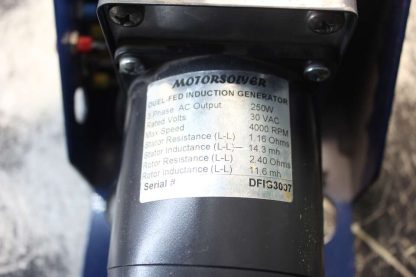 MOTORSOLVER
DUEL-FED INDUCTION GENERATOR
3 Phase AC Output 250W
Rated Volts 30 VAC
Max Speed 4000 RPM
Stator Resistance (L-L) 1.16 Ohms
Stator Inductance (L-L) 14.3 mh
Rotor Resistance (L-L) 2.40 Ohms
Rotor Inductance (L-L) 11.6 mh
Serial # DFIG3007